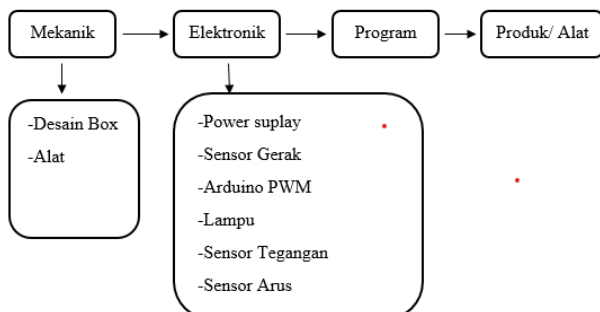 Mekanik
Elektronik
Program
Produk/ Alat
-Desain Box
-Alat
-Power suplay
-Sensor Gerak
-Arduino PWM
-Lampu
-Sensor Tegangan
-Sensor Arus